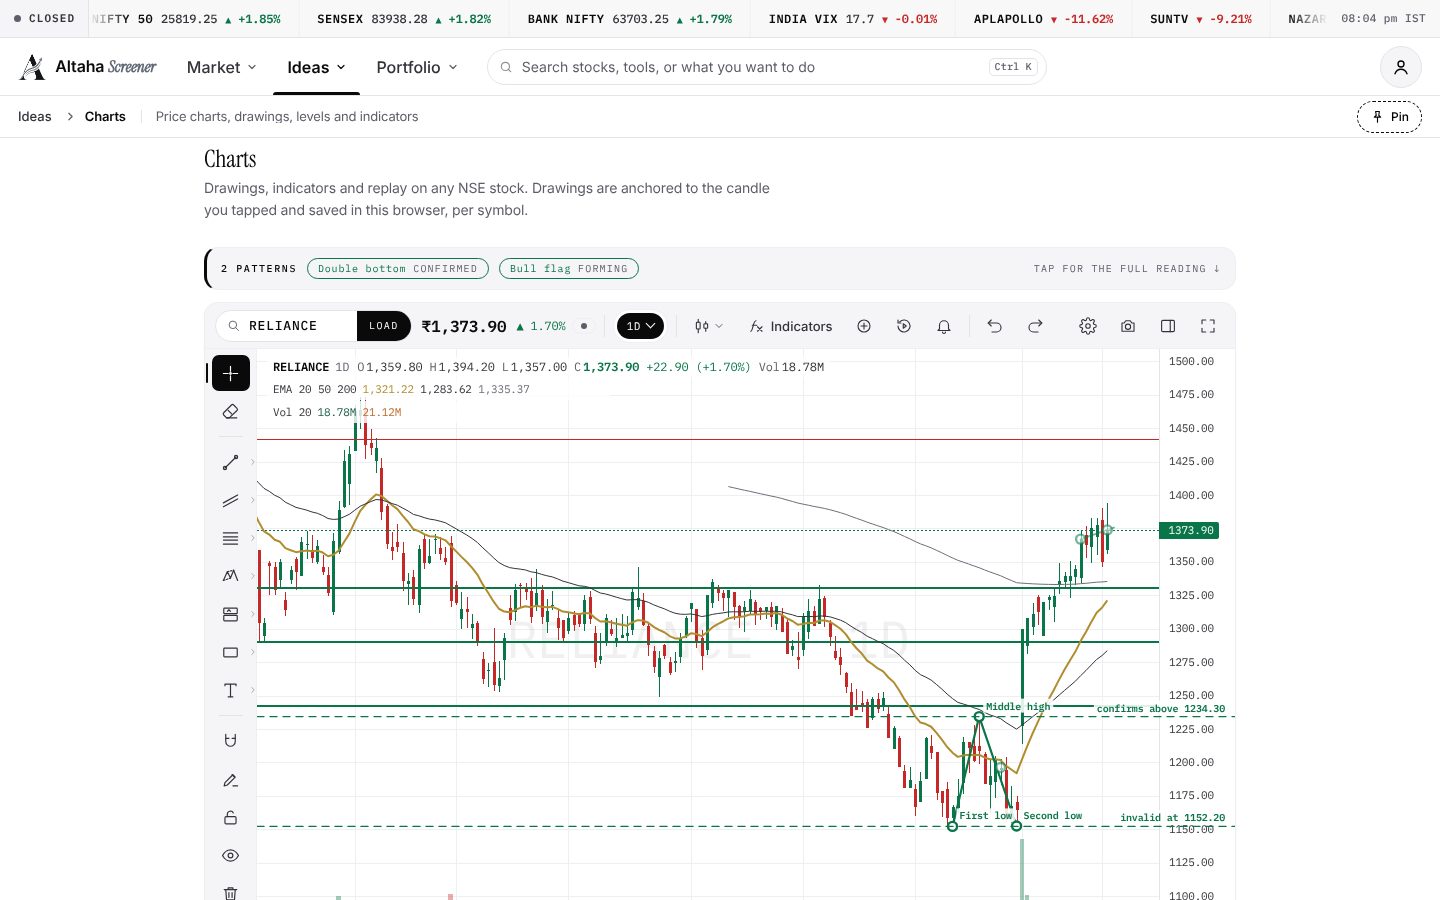 CLOSED NIFTY 50 25819.25 ▲ +1.85% SENSEX 83938.28 ▲ +1.82% BANK NIFTY 63703.25 ▲ +1.79% INDIA VIX 17.7 ▼ -0.01% APLAPOLLO ▼ -11.62% SUNTV ▼ -9.21% NAZAR 08:04 pm IST
Altaha Screener Market Ideas Portfolio Search stocks, tools, or what you want to do Ctrl K
Ideas > Charts Price charts, drawings, levels and indicators Pin
Charts
Drawings, indicators and replay on any NSE stock. Drawings are anchored to the candle
you tapped and saved in this browser, per symbol.
2 PATTERNS Double bottom CONFIRMED Bull flag FORMING TAP FOR THE FULL READING ↓
RELIANCE LOAD ₹1,373.90 ▲ 1.70% 1D fx Indicators
RELIANCE 1D O1,359.80 H1,394.20 L1,357.00 C1,373.90 +22.90 (+1.70%) Vol18.78M
EMA 20 50 200 1,321.22 1,283.62 1,335.37
Vol 20 18.78M 21.12M
1500.00
1475.00
1450.00
1425.00
1400.00
1373.90
1350.00
1325.00
1300.00
RELIANCE 1D
1275.00
1250.00
Middle high confirms above 1234.30
1225.00
1200.00
1175.00
First low Second low invalid at 1152.20
1150.00
1125.00
1100.00